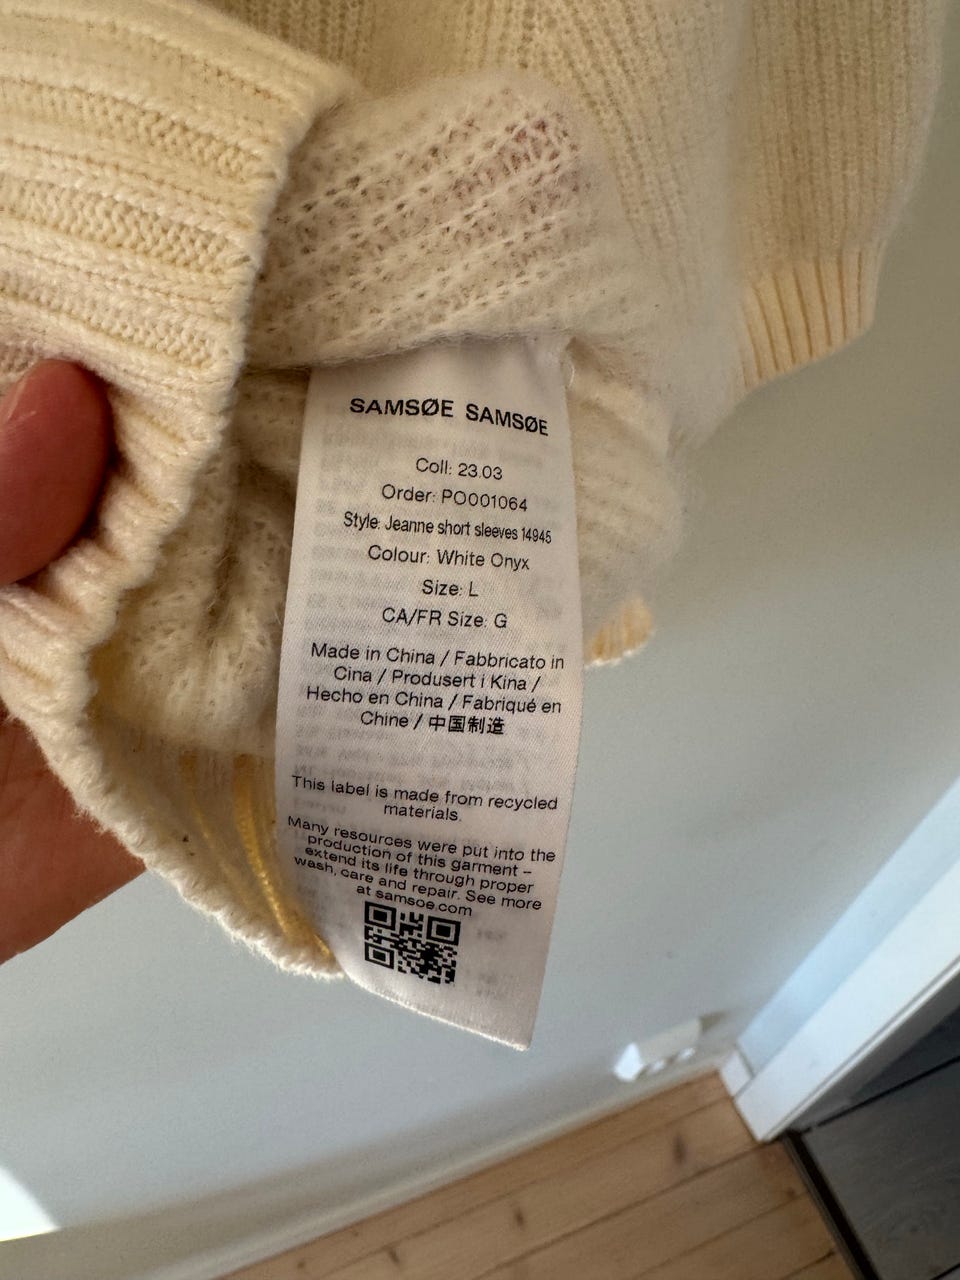 SAMSØE SAMSØE
Coll: 23.03
Order: PO001064
Style: Jeanne short sleeves 14945
Colour: White Onyx
Size: L
CA/FR Size: G
Made in China / Fabbricato in
Cina / Produsert i Kina /
Hecho en China / Fabriqué en
Chine / 中国制造
This label is made from recycled
materials.
Many resources were put into the
production of this garment –
extend its life through proper
wash, care and repair. See more
at samsoe.com